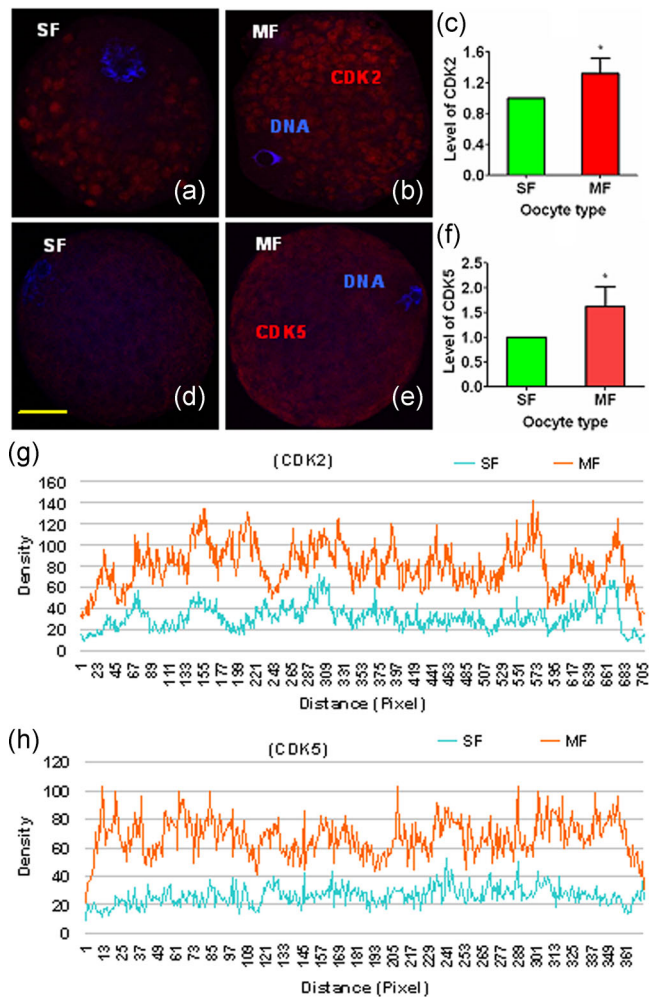 SF
(a)
MF
CDK2
DNA
(b)
(c)
Level of CDK2
1.6
1.2
0.8
0.4
0.0
*
SF MF
Oocyte type
SF
(d)
MF
DNA
CDK5
(e)
(f)
Level of CDK5
2.5
2.0
1.5
1.0
0.5
0.0
*
SF MF
Oocyte type
(g)
(CDK2)
SF MF
Density
160
140
120
100
80
60
40
20
0
1 23 45 67 89 111 133 155 177 199 221 243 265 287 309 331 353 375 397 419 441 463 485 507 529 551 573 595 617 639 661 683 705
Distance (Pixel)
(h)
(CDK5)
SF MF
Density
120
100
80
60
40
20
0
1 13 25 37 49 61 73 85 97 109 121 133 145 157 169 181 193 205 217 229 241 253 265 277 289 301 313 325 337 349 361
Distance (Pixel)